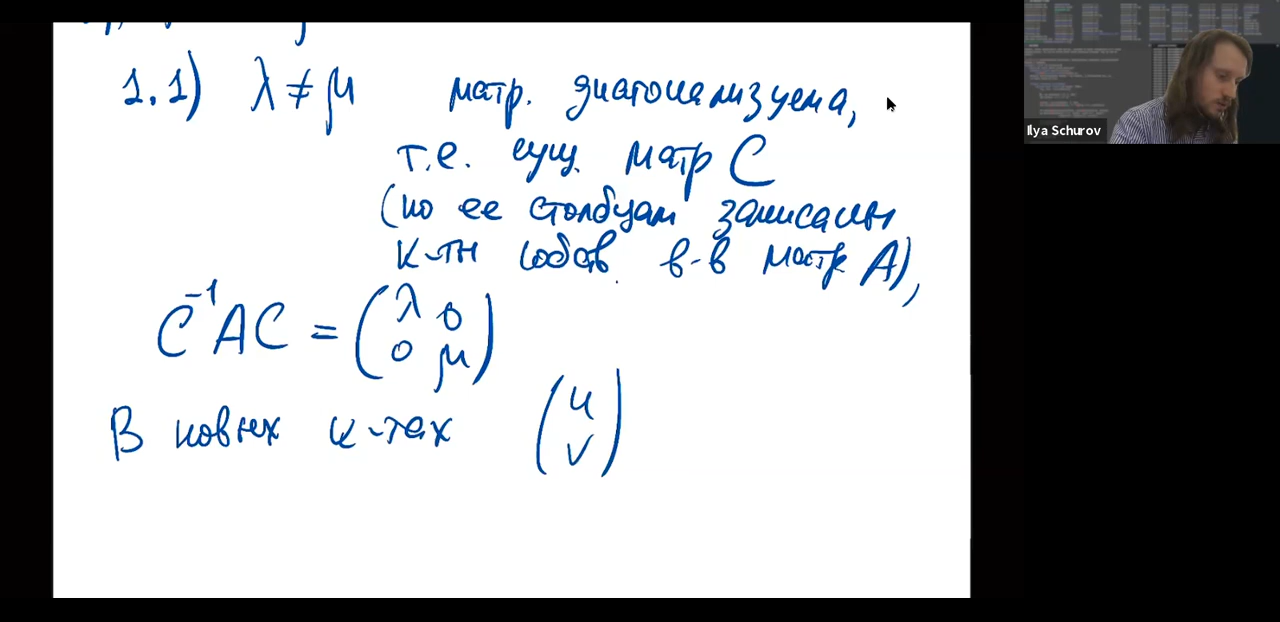 1.1) λ ≠ μ матр. диагонализуема,
т.е. сущ. матр C
(по ее столбцам записаны
к-ты собств. в-в матр A),
C⁻¹AC = (λ 0
0 μ)
В новых к-тах (u
v)
Ilya Schurov